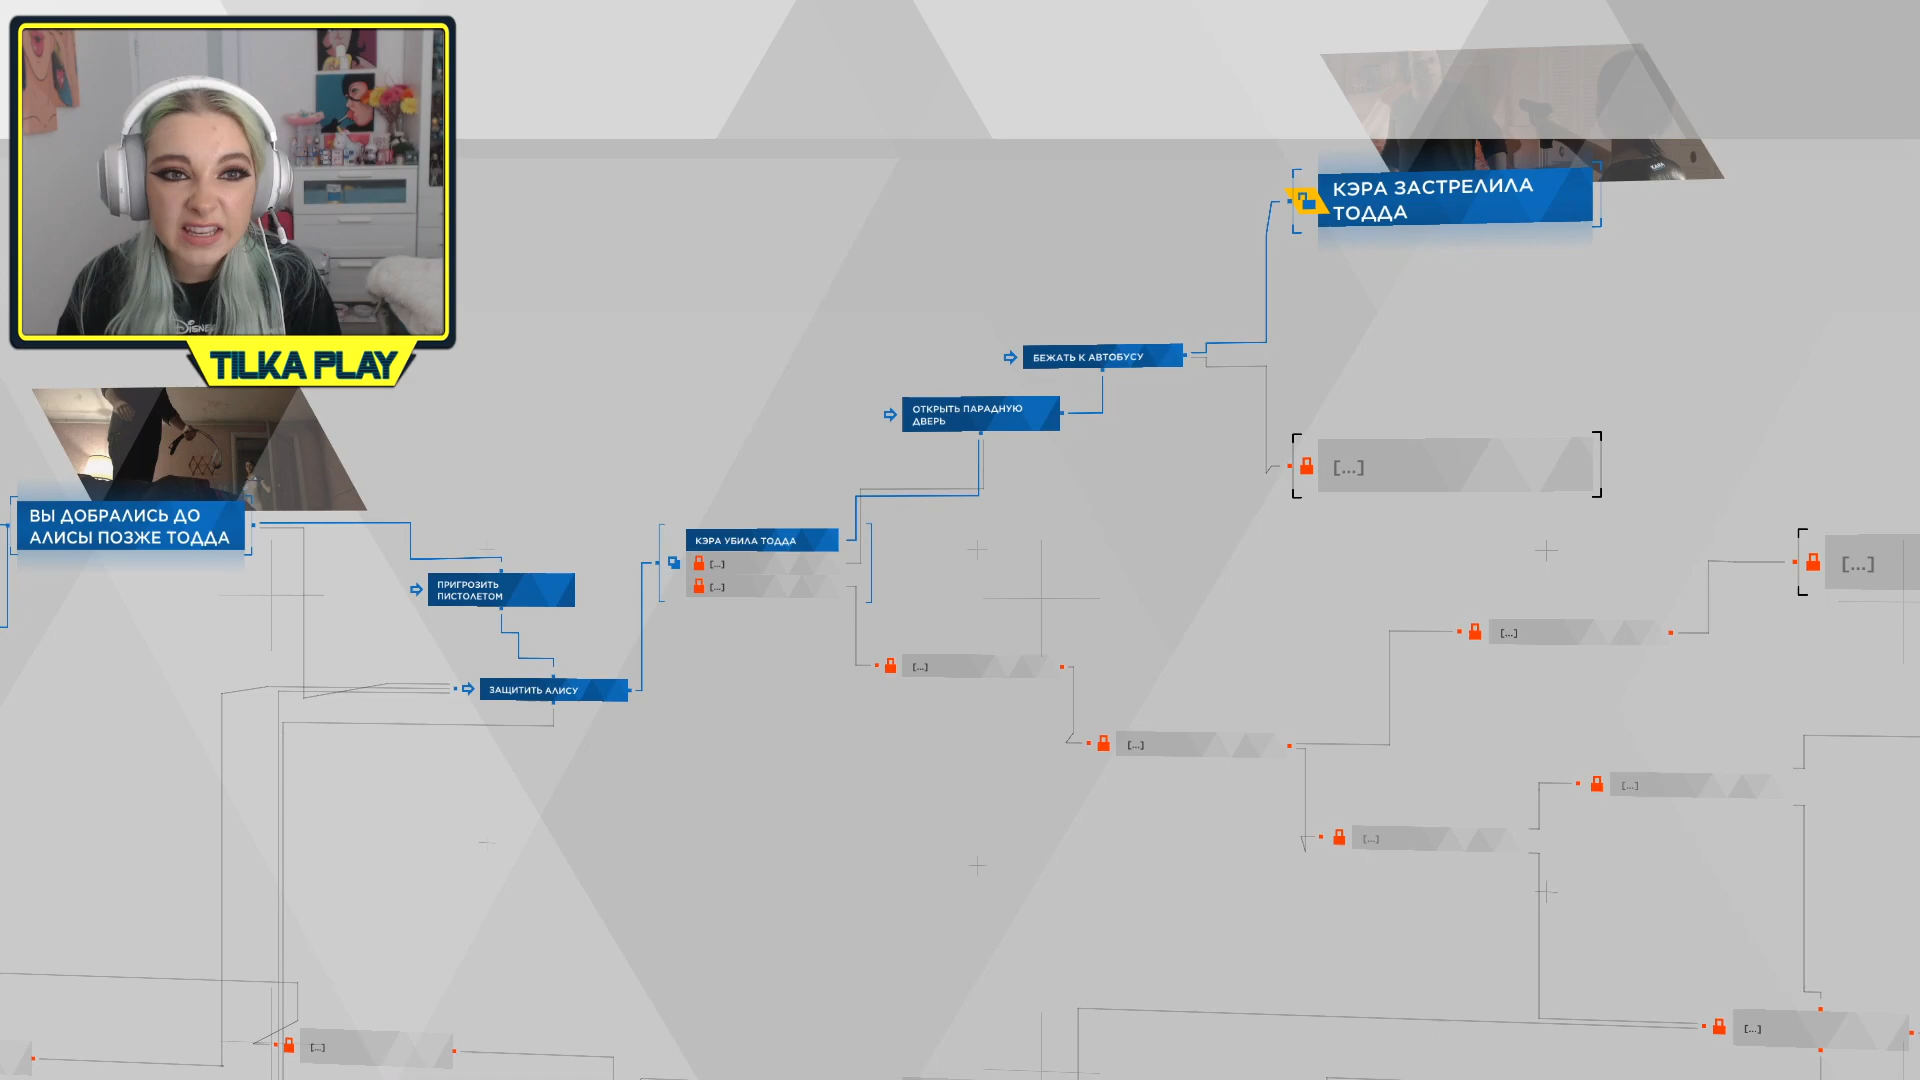 DISNEY
TILKA PLAY
КЭРА ЗАСТРЕЛИЛА
ТОДДА
БЕЖАТЬ К АВТОБУСУ
ОТКРЫТЬ ПАРАДНУЮ
ДВЕРЬ
[...]
ВЫ ДОБРАЛИСЬ ДО
АЛИСЫ ПОЗЖЕ ТОДДА
КЭРА УБИЛА ТОДДА
[...]
[...]
[...]
ПРИГРОЗИТЬ
ПИСТОЛЕТОМ
[...]
[...]
ЗАЩИТИТЬ АЛИСУ
[...]
[...]
[...]
[...]
[...]